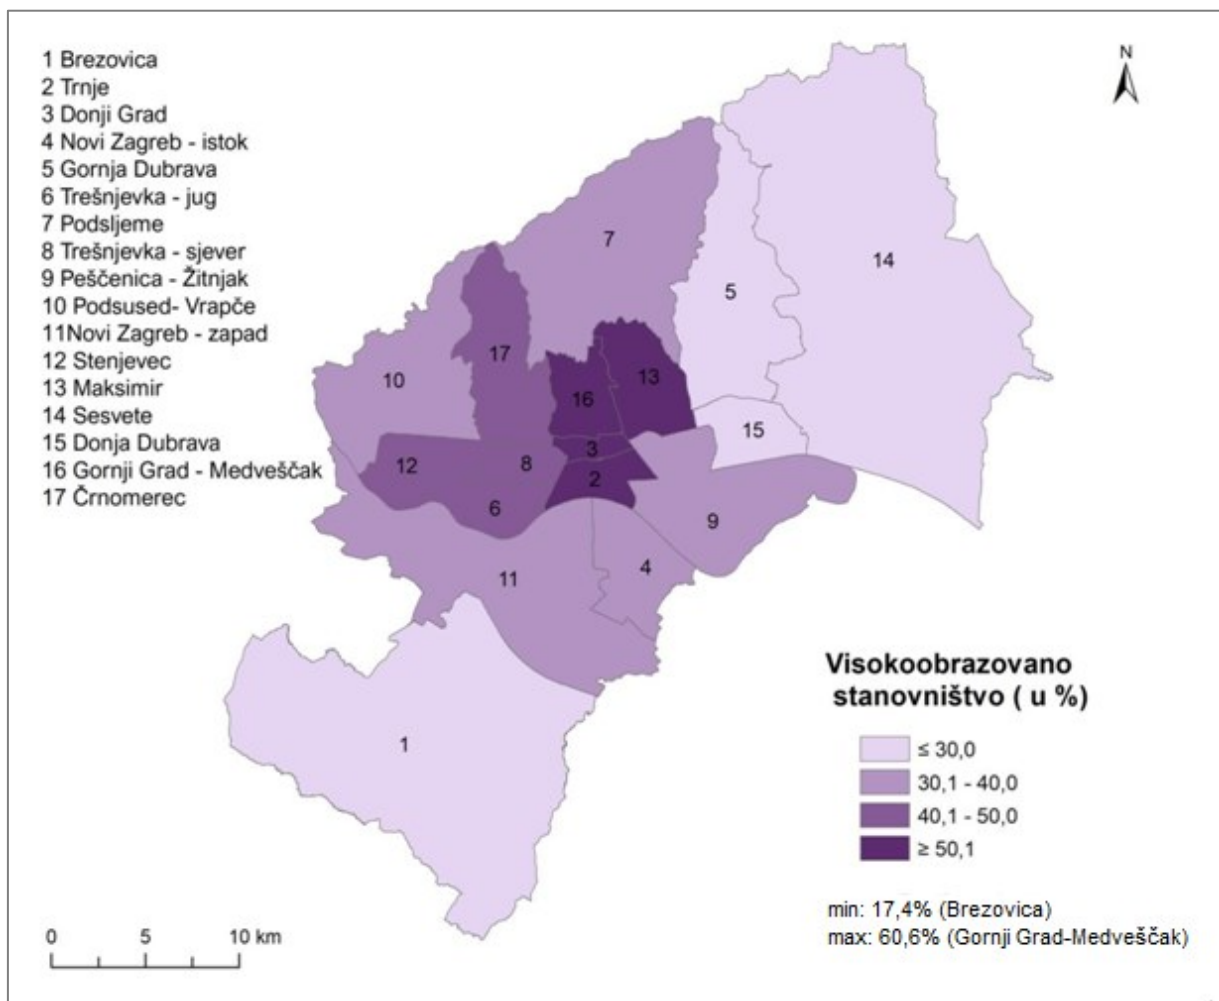 1 Brezovica
2 Trnje
3 Donji Grad
4 Novi Zagreb - istok
5 Gornja Dubrava
6 Trešnjevka - jug
7 Podsljeme
8 Trešnjevka - sjever
9 Peščenica - Žitnjak
10 Podsused- Vrapče
11Novi Zagreb - zapad
12 Stenjevec
13 Maksimir
14 Sesvete
15 Donja Dubrava
16 Gornji Grad - Medveščak
17 Črnomerec
N
7
14
5
17
10
16
13
15
3
12
8
2
6
9
4
11
1
Visokoobrazovano
stanovništvo ( u %)
≤ 30,0
30,1 - 40,0
40,1 - 50,0
≥ 50,1
min: 17,4% (Brezovica)
max: 60,6% (Gornji Grad-Medveščak)
0 5 10 km